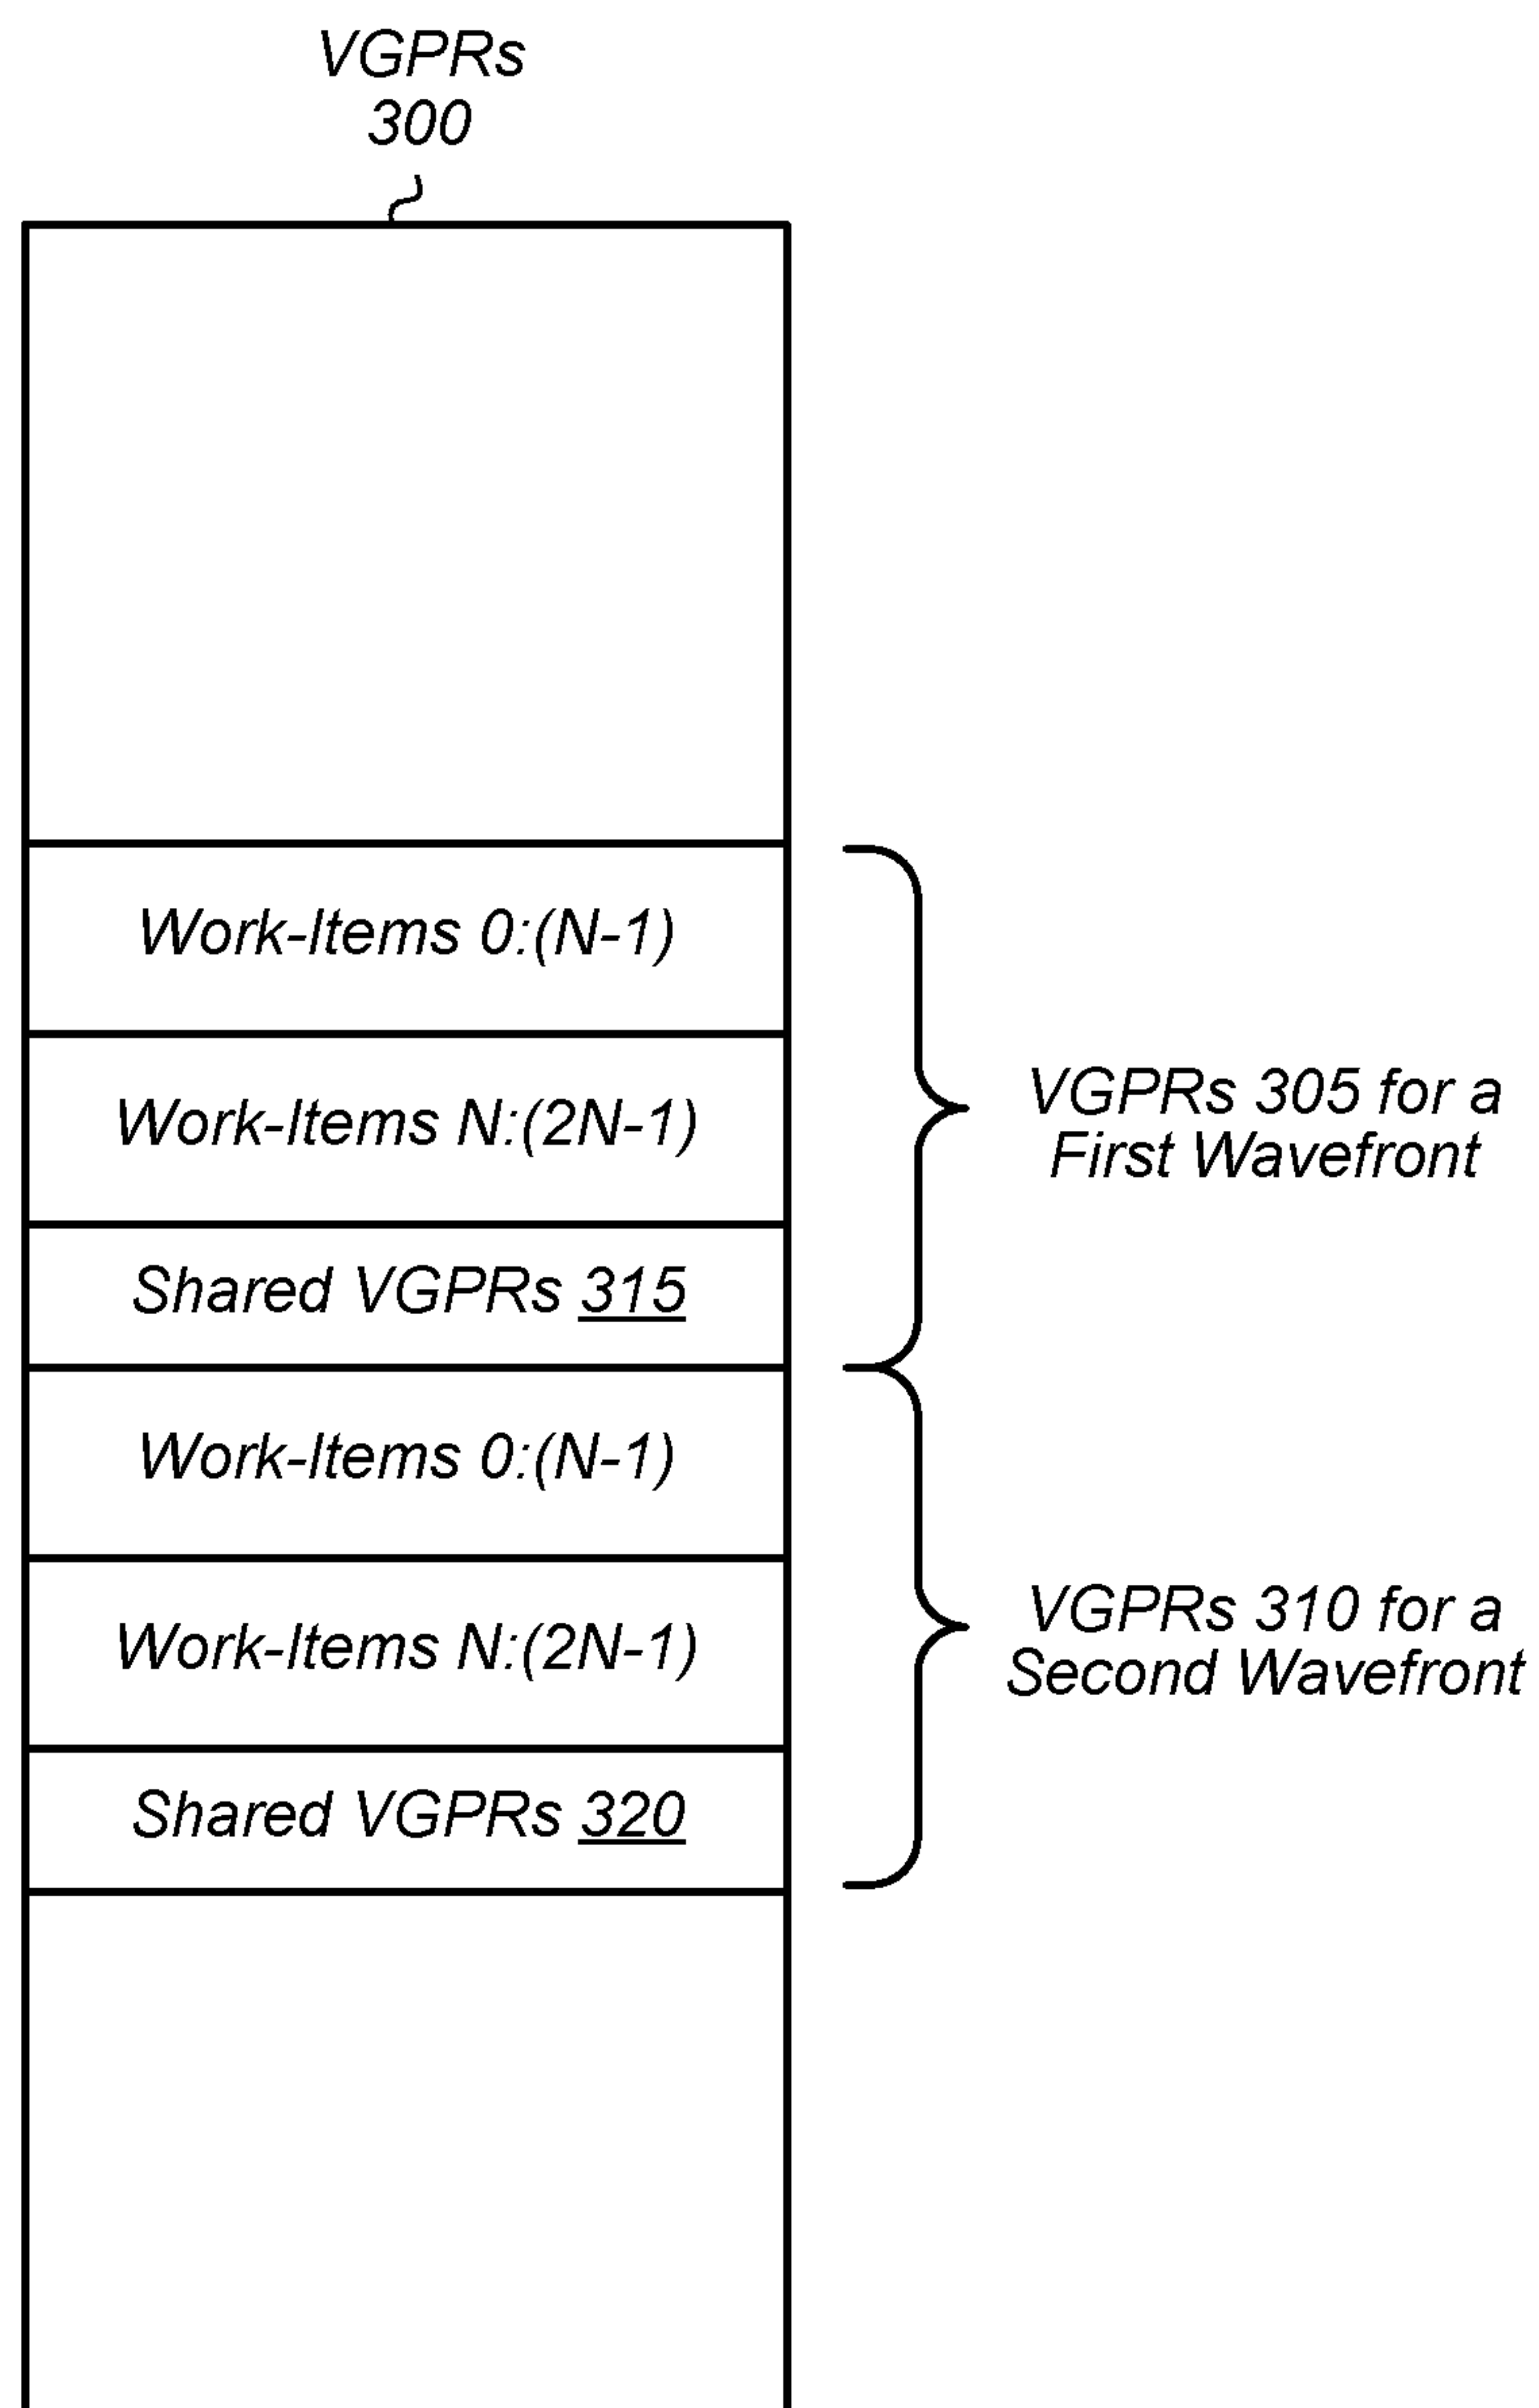 VGPRs
300
Work-Items 0:(N-1)
Work-Items N:(2N-1)
VGPRs 305 for a
First Wavefront
Shared VGPRs 315
Work-Items 0:(N-1)
Work-Items N:(2N-1)
VGPRs 310 for a
Second Wavefront
Shared VGPRs 320